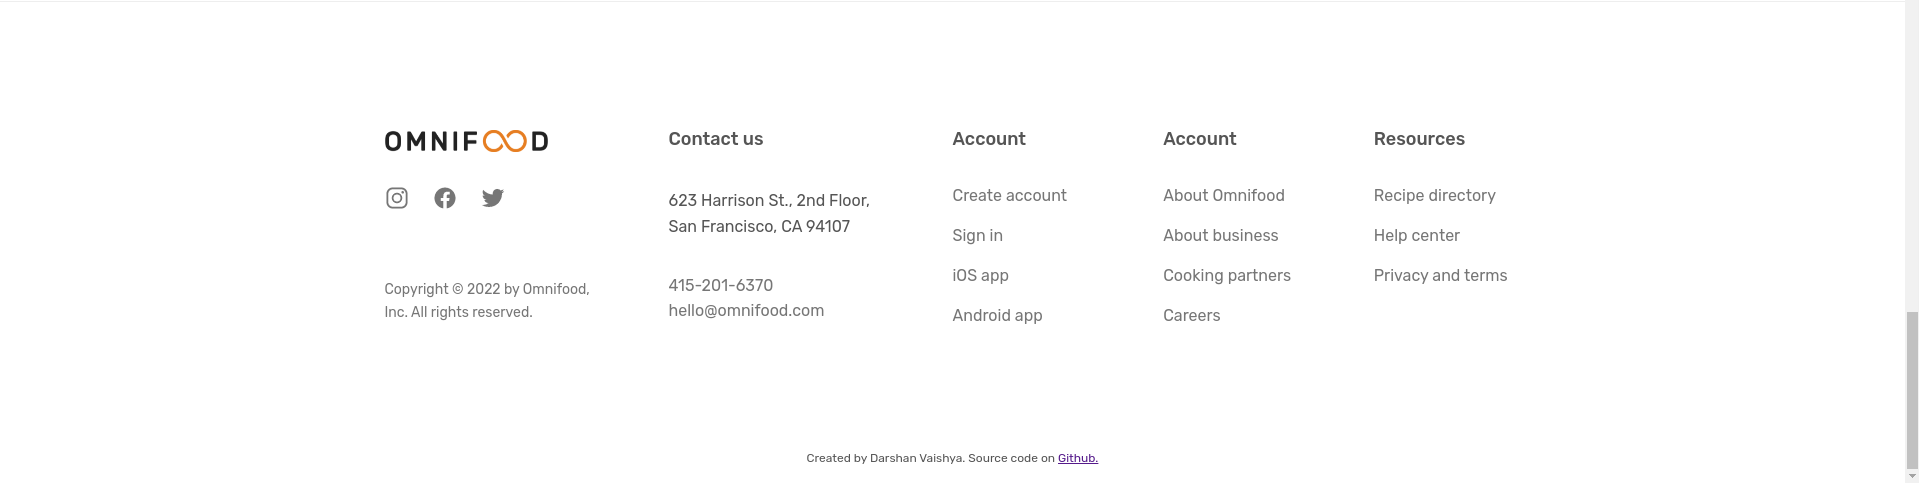 OMNIFOOD
Copyright © 2022 by Omnifood,
Inc. All rights reserved.
Contact us
623 Harrison St., 2nd Floor,
San Francisco, CA 94107
415-201-6370
hello@omnifood.com
Account
Create account
Sign in
iOS app
Android app
Account
About Omnifood
About business
Cooking partners
Careers
Resources
Recipe directory
Help center
Privacy and terms
Created by Darshan Vaishya. Source code on Github.